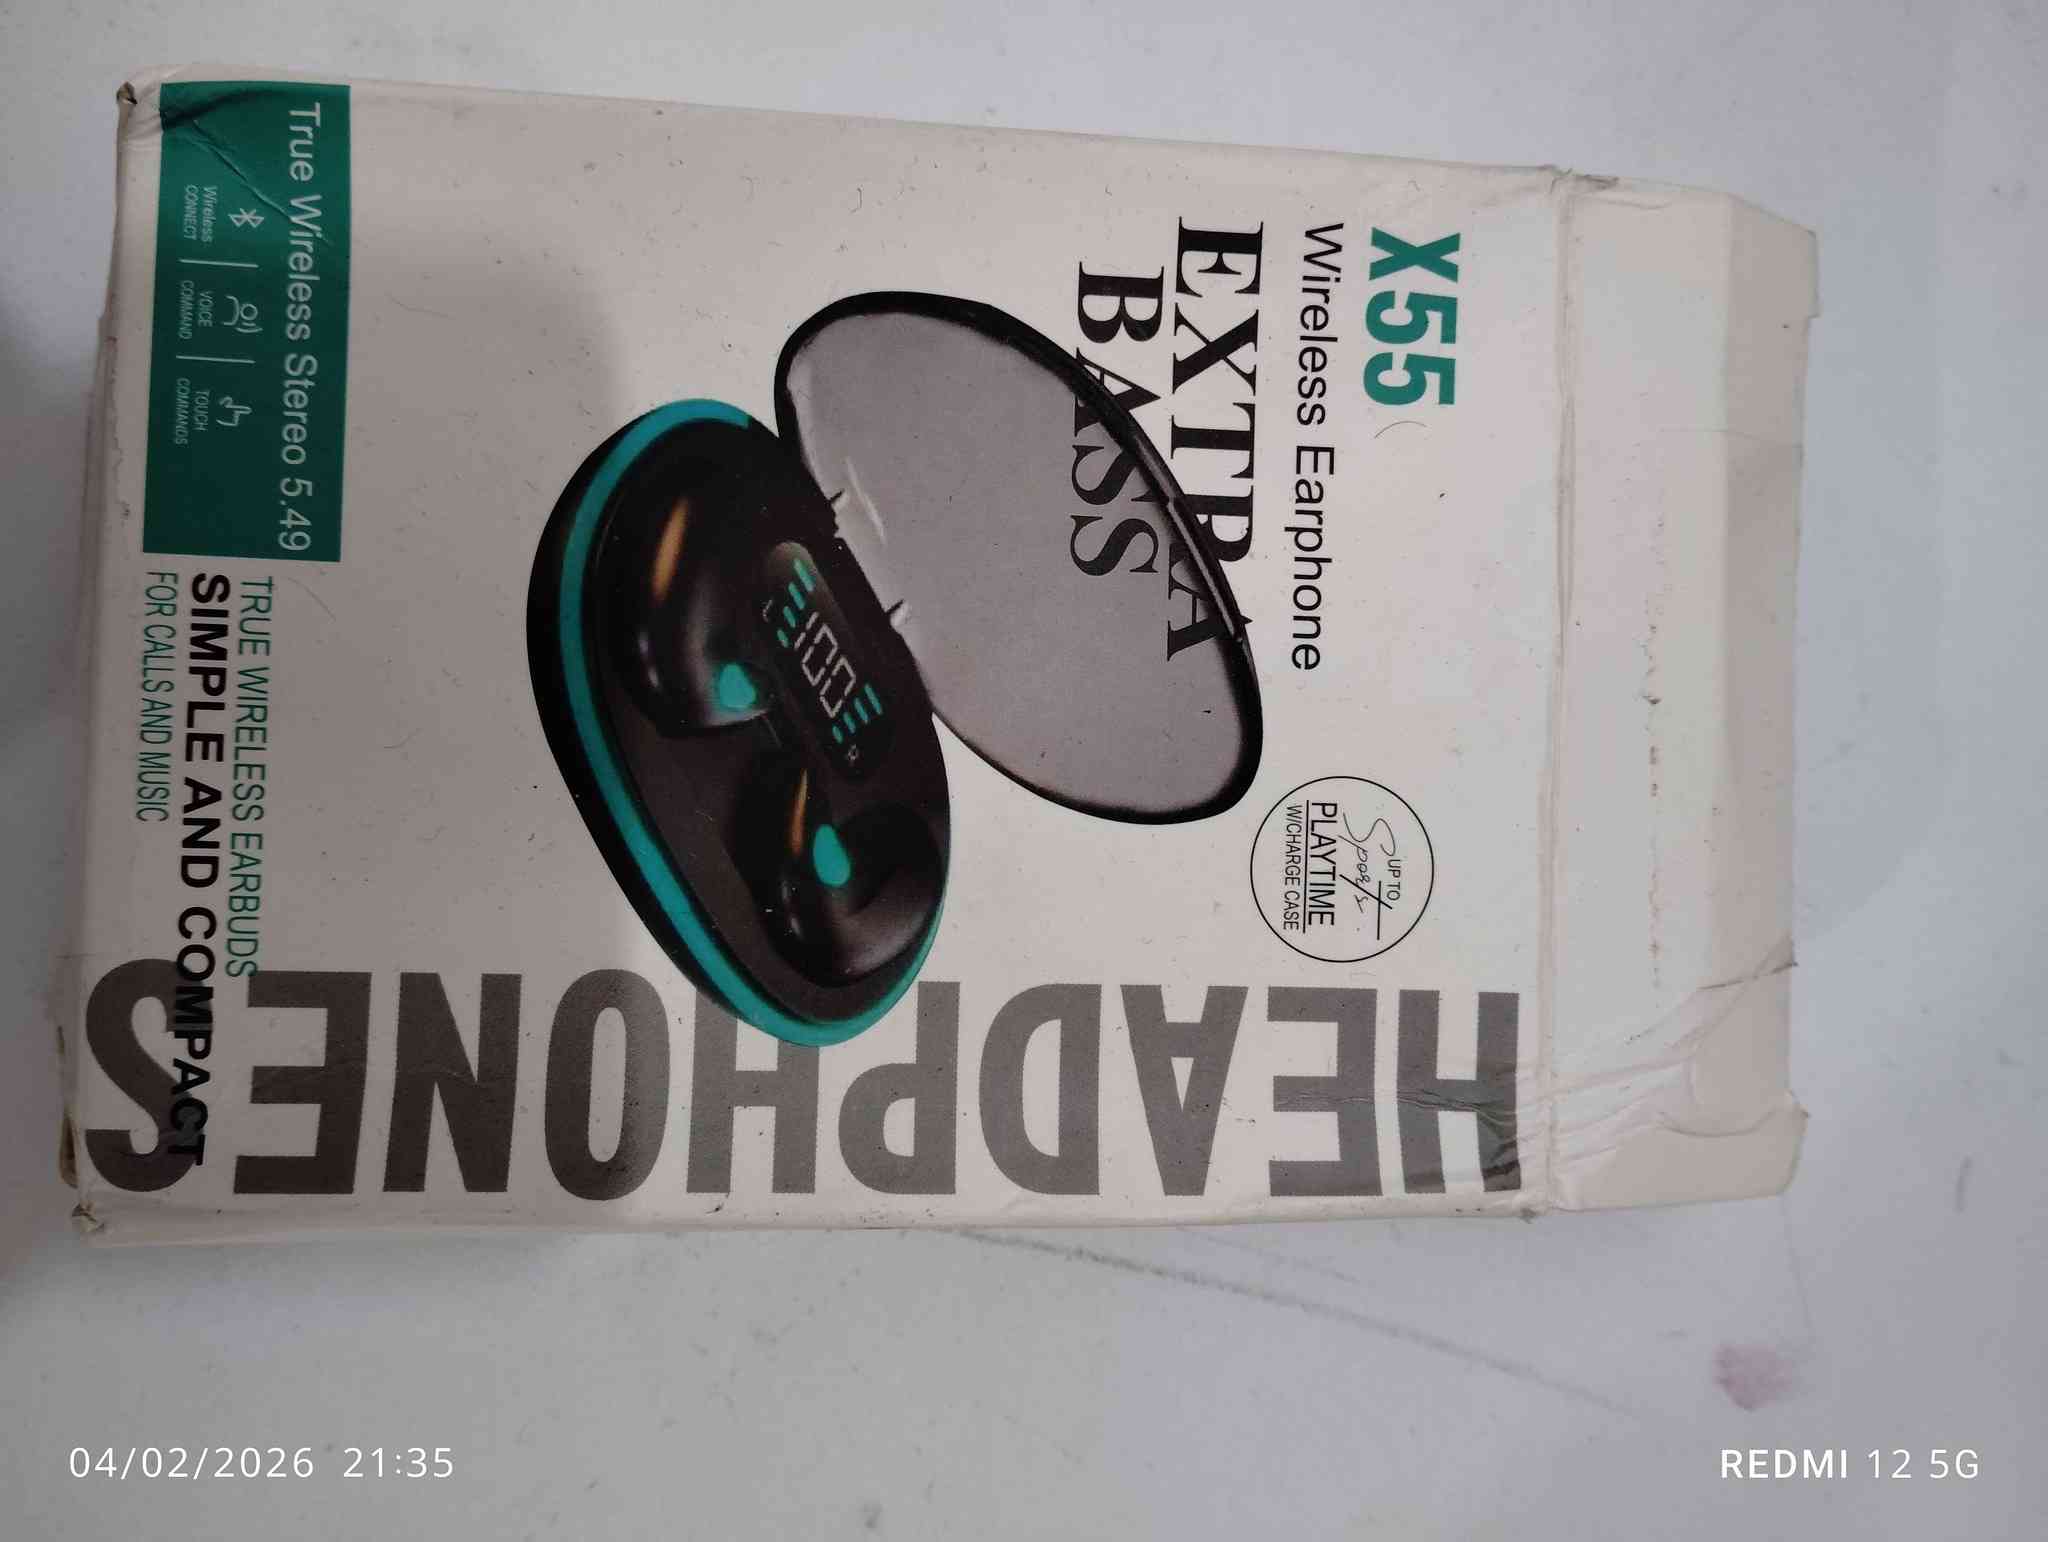 X55
Wireless Earphone
EXTRA
BASS
UP TO
Sports
PLAYTIME
W/CHARGE CASE
100
HEADPHONES
True Wireless Stereo 5.49
Wireless
CONNECT
VOICE
COMMAND
TOUCH
COMMANDS
TRUE WIRELESS EARBUDS
SIMPLE AND COMPACT
FOR CALLS AND MUSIC
04/02/2026 21:35
REDMI 12 5G